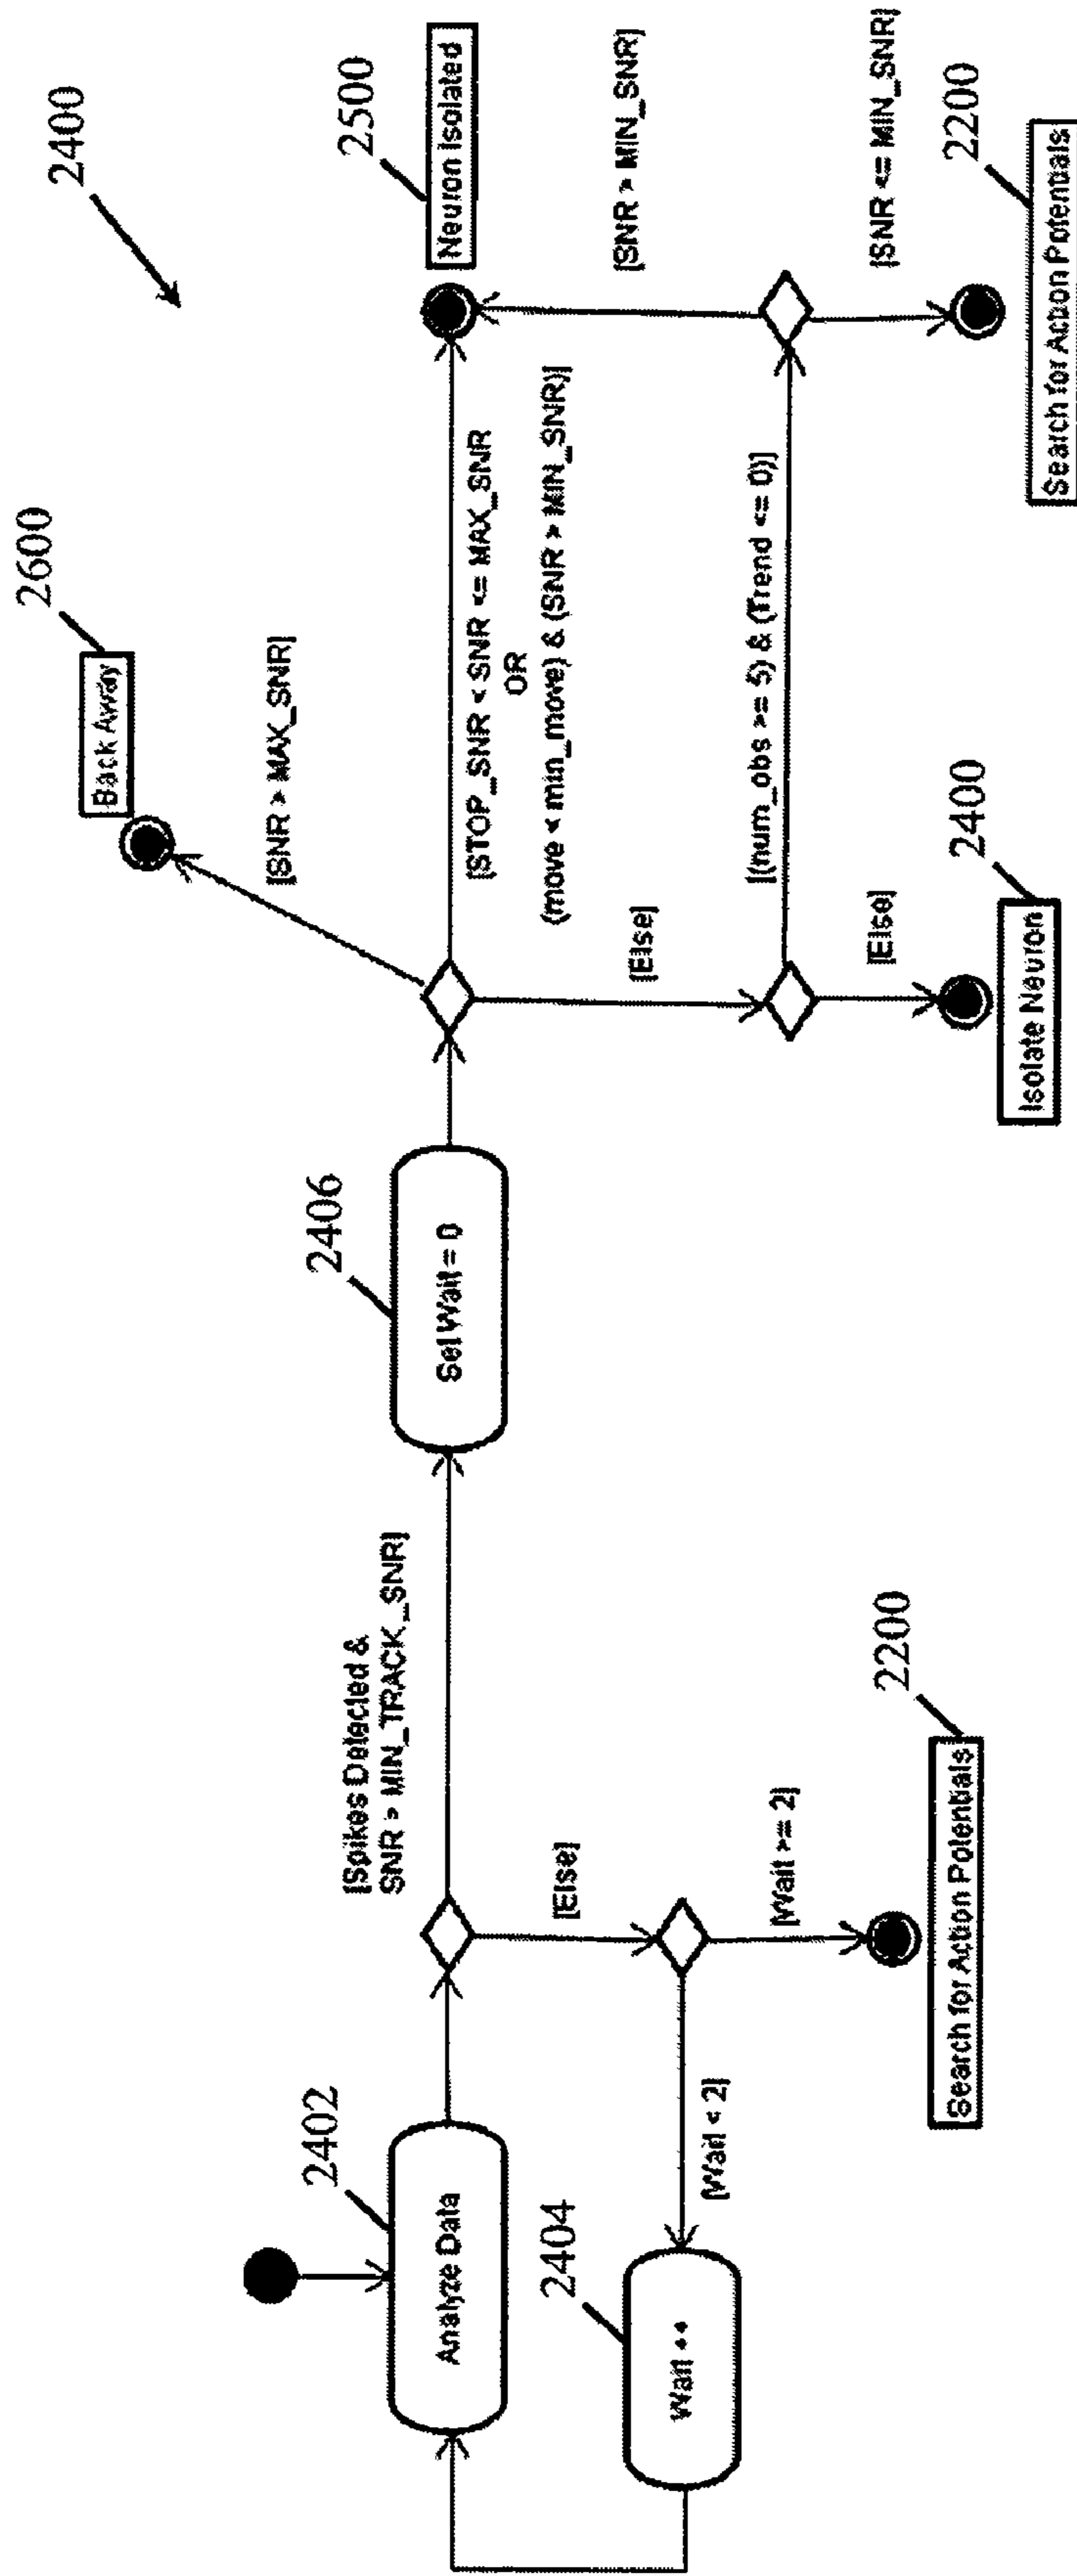 2400
2600
Back Away
[SNR > MAX_SNR]
2500
Neuron Isolated
[STOP_SNR < SNR <= MAX_SNR
OR
(move < min_move) & (SNR > MIN_SNR)]
[SNR > MIN_SNR]
2402
Analyze Data
[Spikes Detected &
SNR > MIN_TRACK_SNR]
2406
Set Wait = 0
[Else]
[(num_obs >= 5) & (Trend <= 0)]
[SNR <= MIN_SNR]
2404
Wait ++
[Wait < 2]
[Else]
[Wait >= 2]
2200
Search for Action Potentials
[Else]
2400
Isolate Neuron
2200
Search for Action Potentials